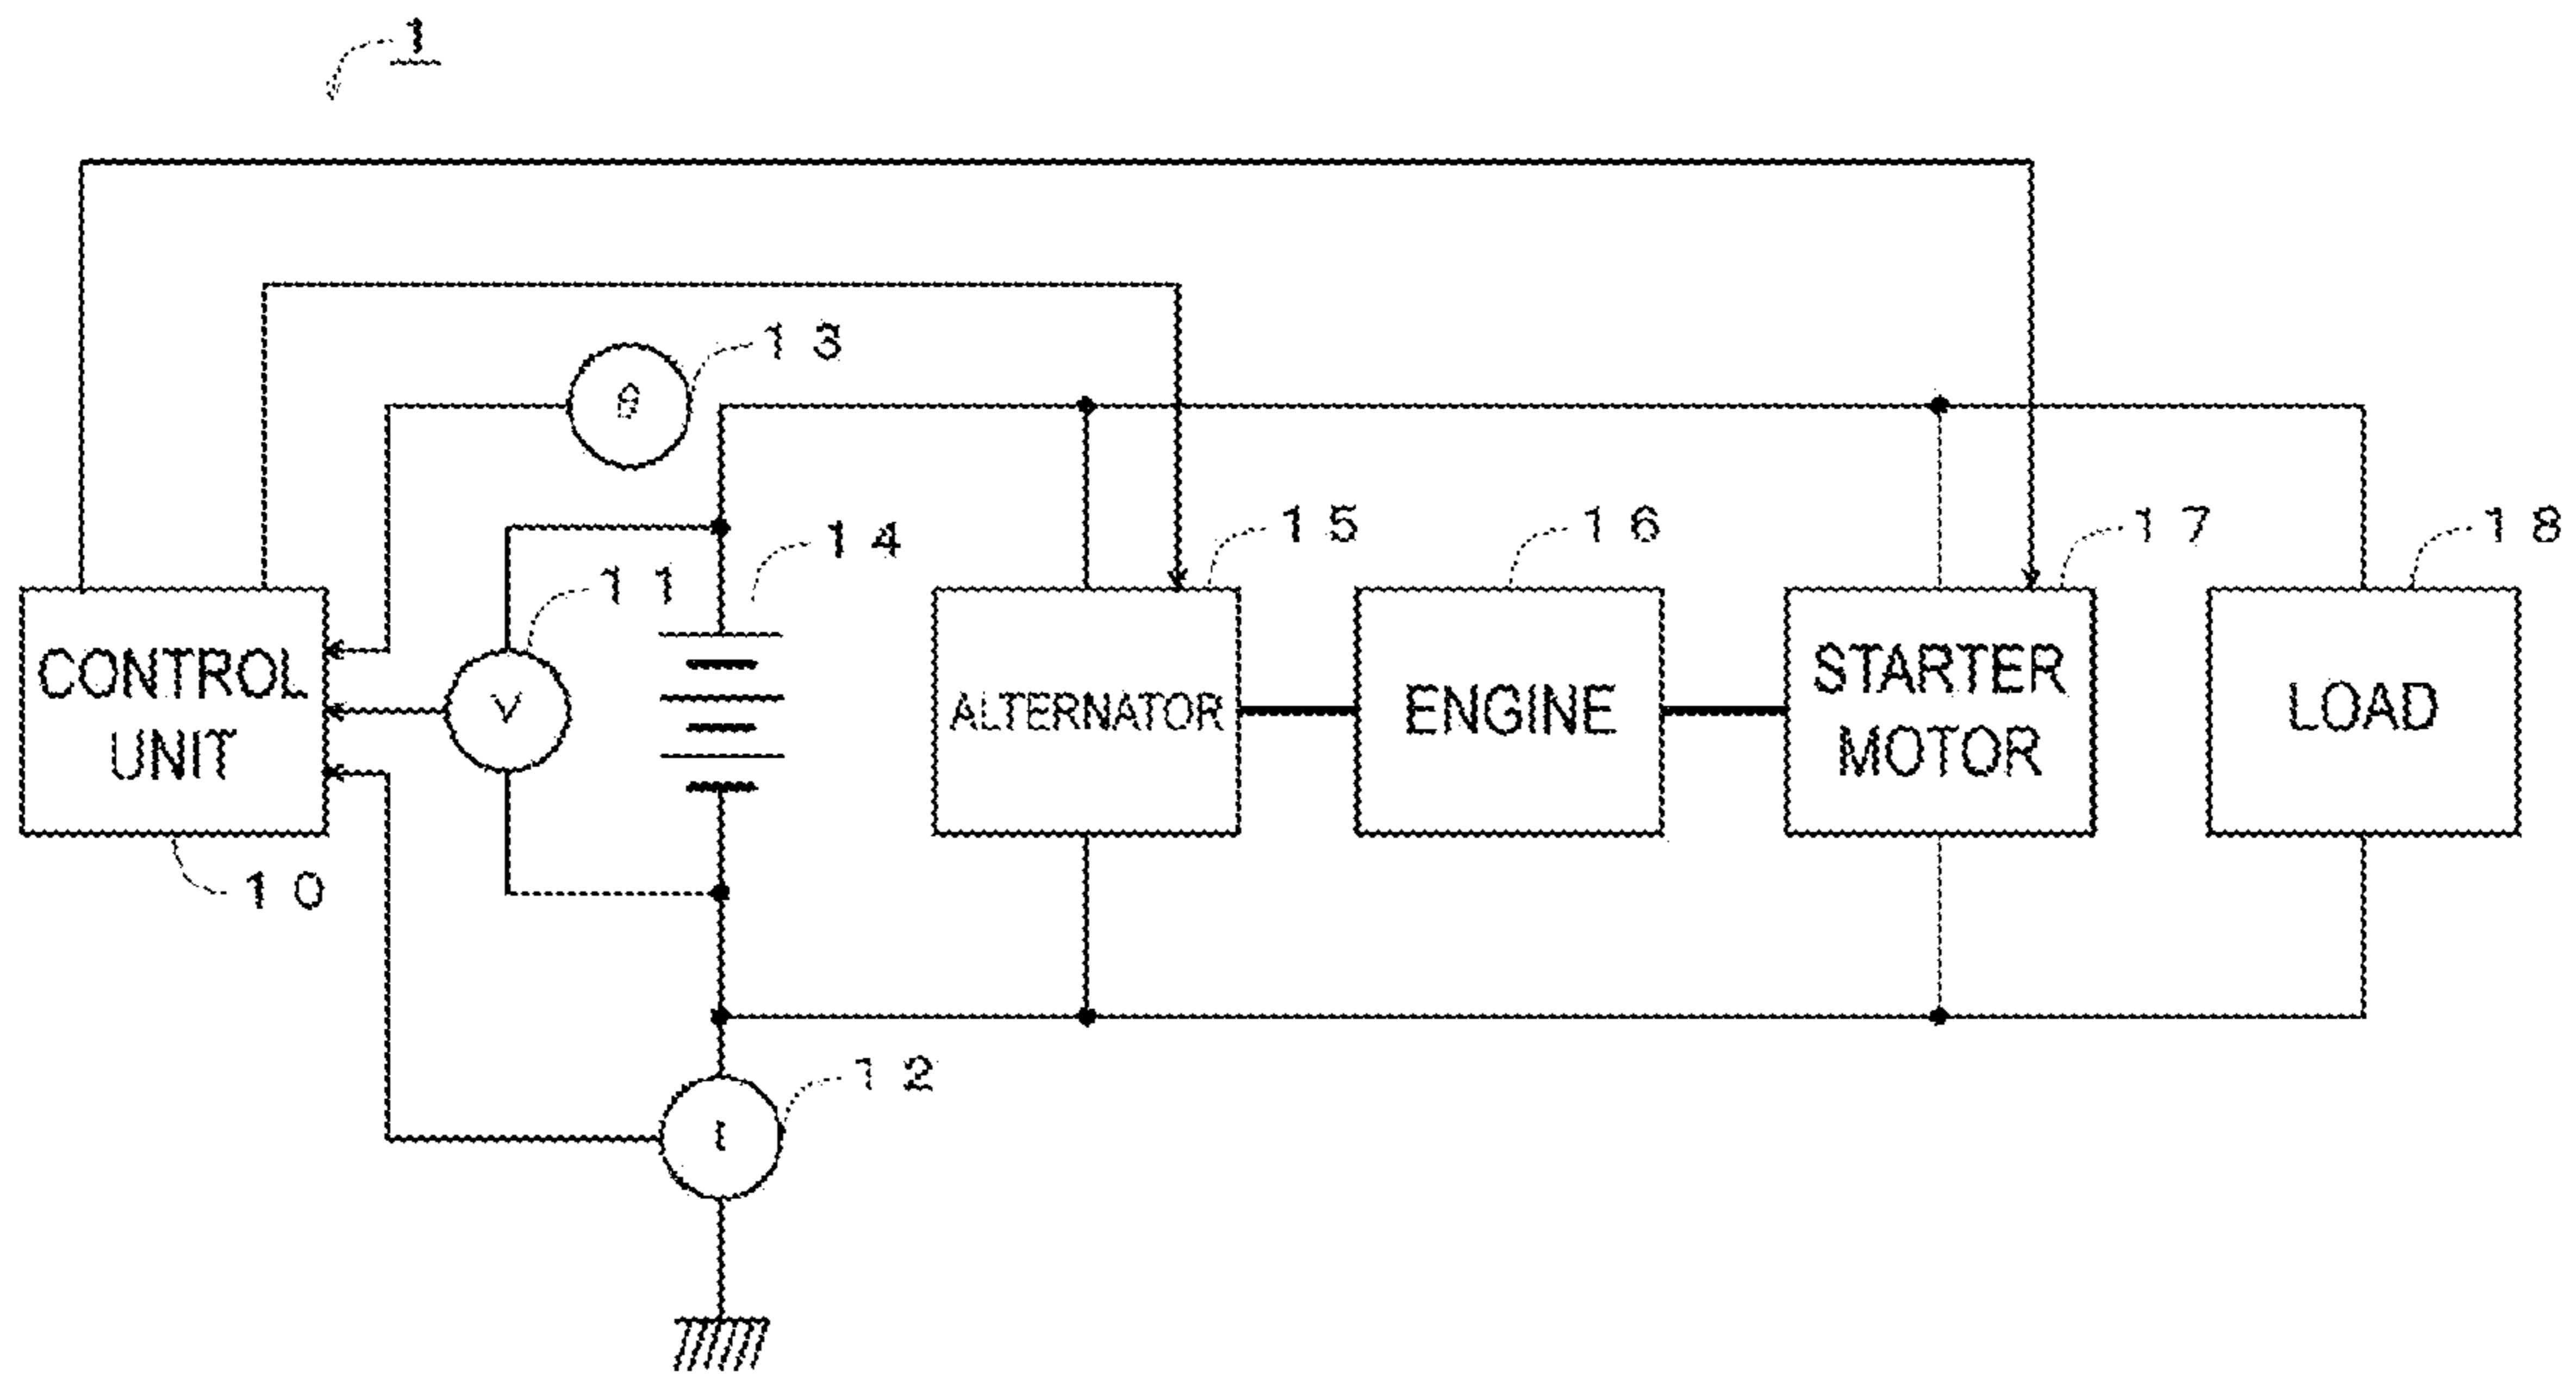 1
13
θ
14
15
16
17
18
11
CONTROL
UNIT
V
ALTERNATOR
ENGINE
STARTER
MOTOR
LOAD
10
12
I